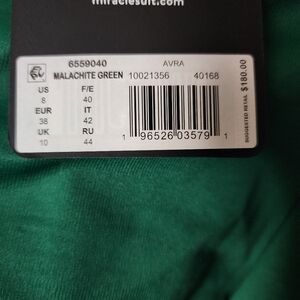 miraclesuit.com
6559040 AVRA
MALACHITE GREEN 10021356 40168
US F/E
8 40
EUR IT
38 42
UK RU
10 44
1 96526 03579 1
SUGGESTED RETAIL $180.00